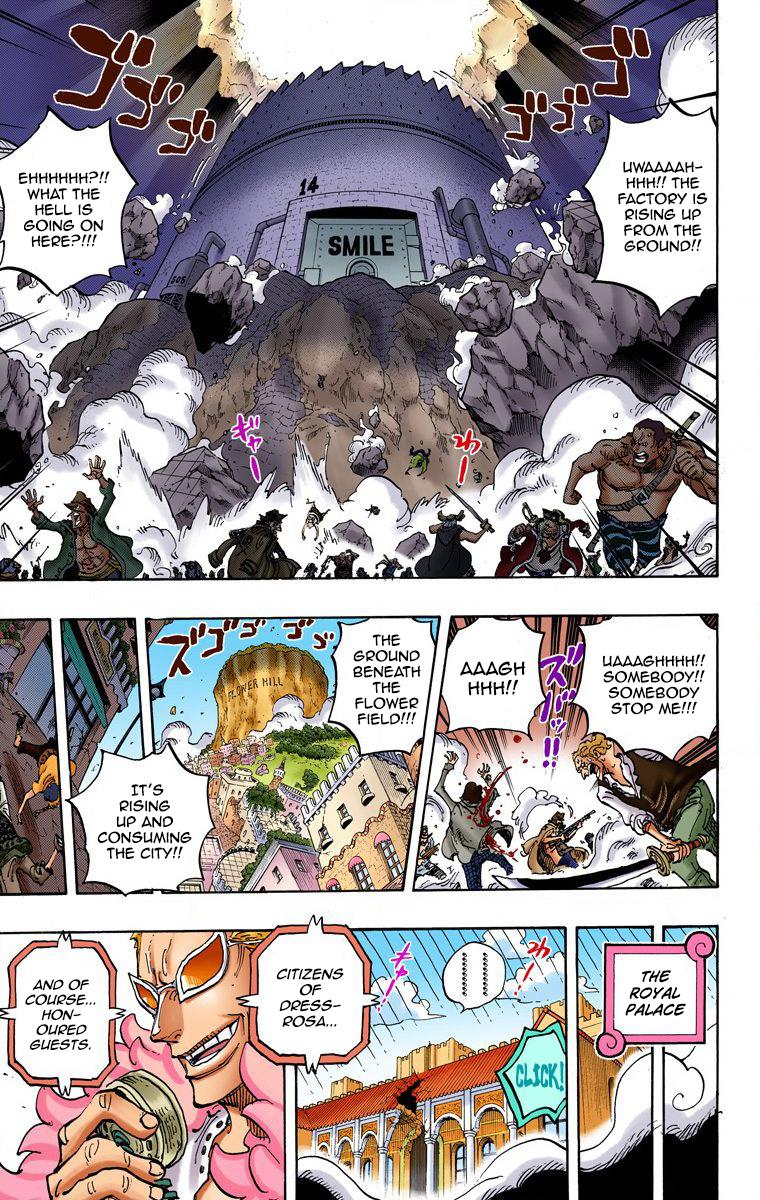 UWAAAAH-
HHH!! THE
FACTORY IS
RISING UP
FROM THE
GROUND!!
EHHHHHH?!!
WHAT THE
HELL IS
GOING ON
HERE?!!!
ゴゴゴ
ゴゴゴ
14
SMILE
505
わー
ギャー
UAAAGHHHH!!
SOMEBODY!!
SOMEBODY
STOP ME!!!
AAAGH
HHH!!
ズバッ!!
THE
GROUND
BENEATH
THE
FLOWER
FIELD!!!
ズゴゴゴゴ
FLOWER HILL
IT'S
RISING
UP AND
CONSUMING
THE CITY!!
THE
ROYAL
PALACE
CLICK!
わー
ギャー
CITIZENS
OF
DRESS-
ROSA...
AND OF
COURSE...
HON-
OURED
GUESTS.